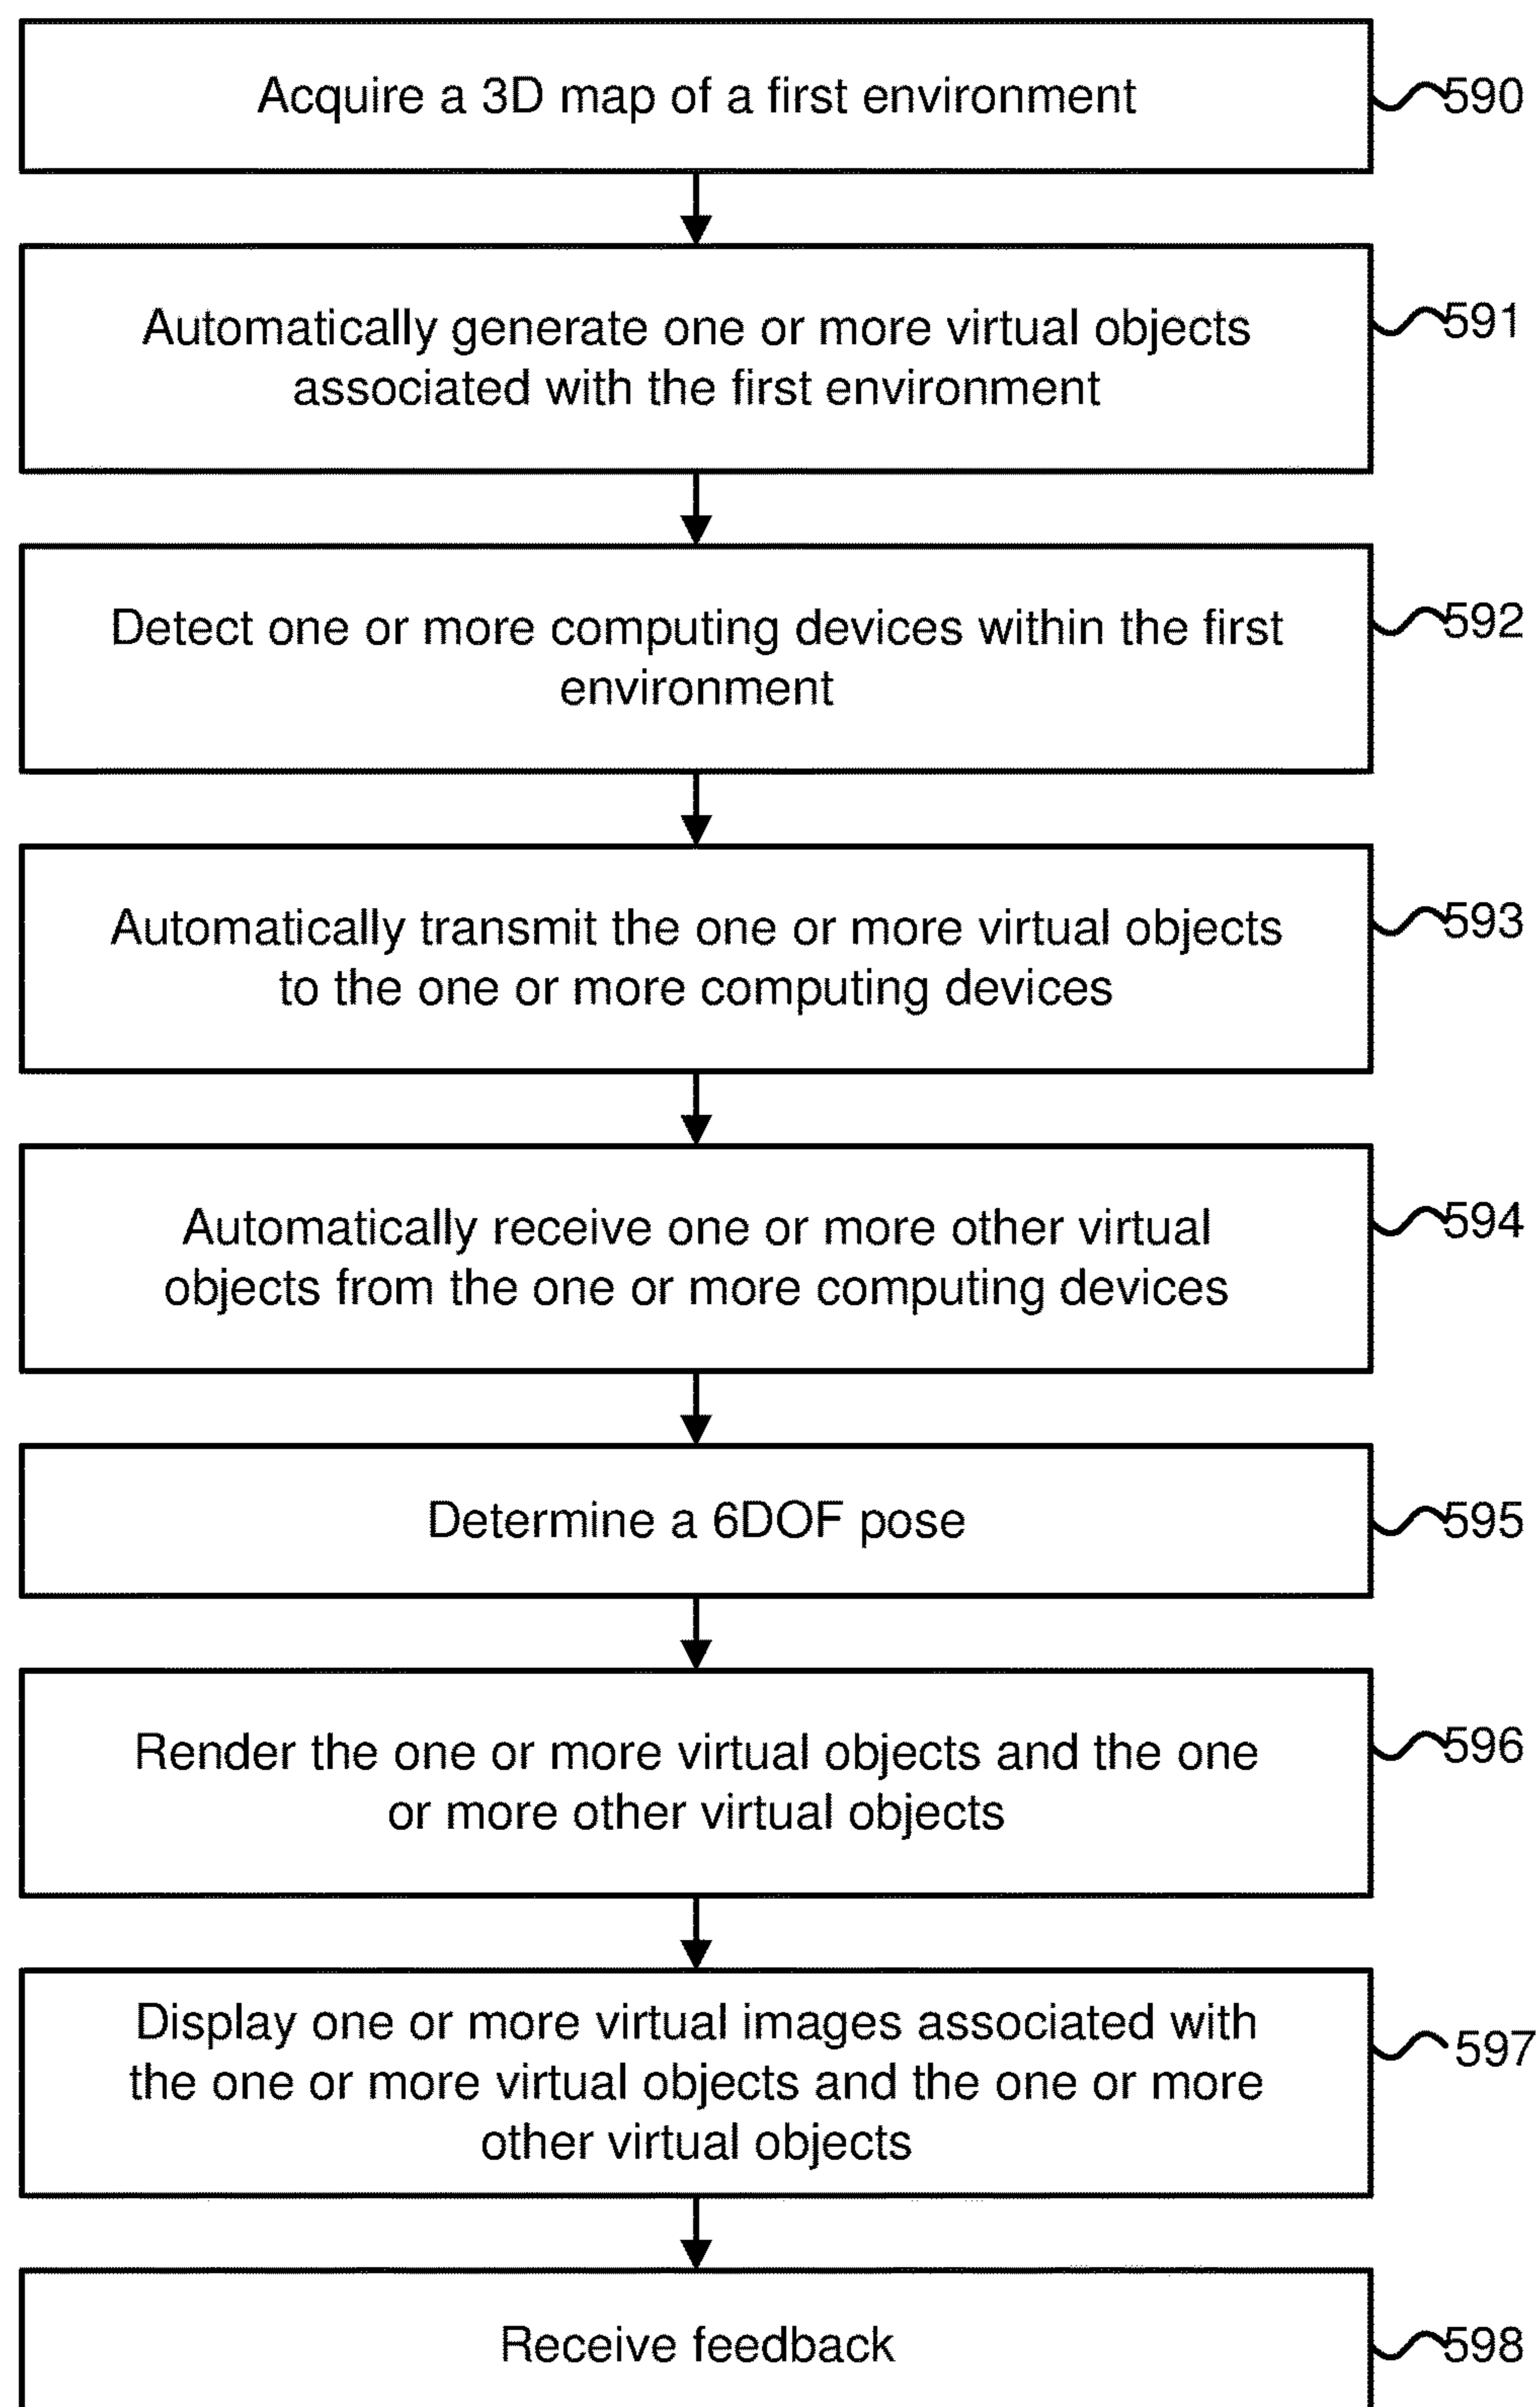 Acquire a 3D map of a first environment
590
Automatically generate one or more virtual objects
associated with the first environment
591
Detect one or more computing devices within the first
environment
592
Automatically transmit the one or more virtual objects
to the one or more computing devices
593
Automatically receive one or more other virtual
objects from the one or more computing devices
594
Determine a 6DOF pose
595
Render the one or more virtual objects and the one
or more other virtual objects
596
Display one or more virtual images associated with
the one or more virtual objects and the one or more
other virtual objects
597
Receive feedback
598